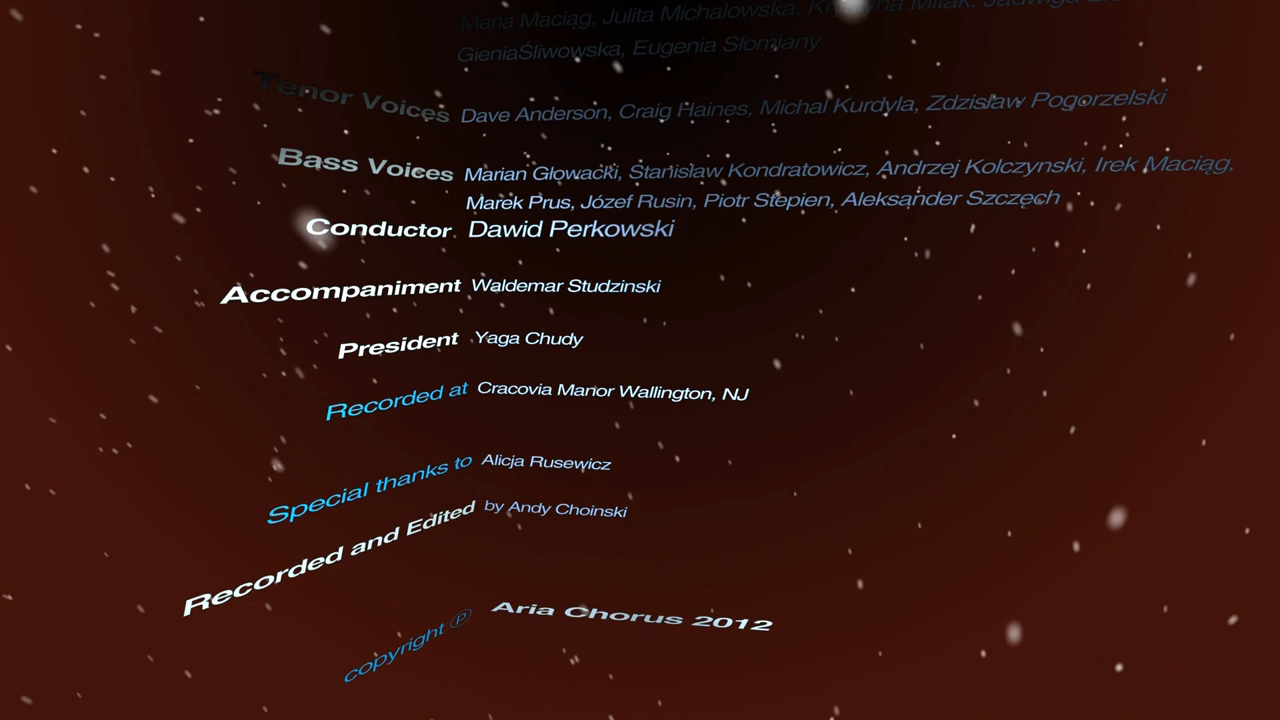 Maria Maciąg, Julita Michalowska, Krystyna Mitak, Jadwiga
GieniaŚliwowska, Eugenia Słomiany
Tenor Voices Dave Anderson, Craig Haines, Michal Kurdyla, Zdzisław Pogorzelski
Bass Voices Marian Głowacki, Stanisław Kondratowicz, Andrzej Kolczynski, Irek Maciąg,
Marek Prus, Józef Rusin, Piotr Stepien, Aleksander Szczęch
Conductor Dawid Perkowski
Accompaniment Waldemar Studzinski
President Yaga Chudy
Recorded at Cracovia Manor Wallington, NJ
Special thanks to Alicja Rusewicz
Recorded and Edited by Andy Choinski
copyright ℗ Aria Chorus 2012